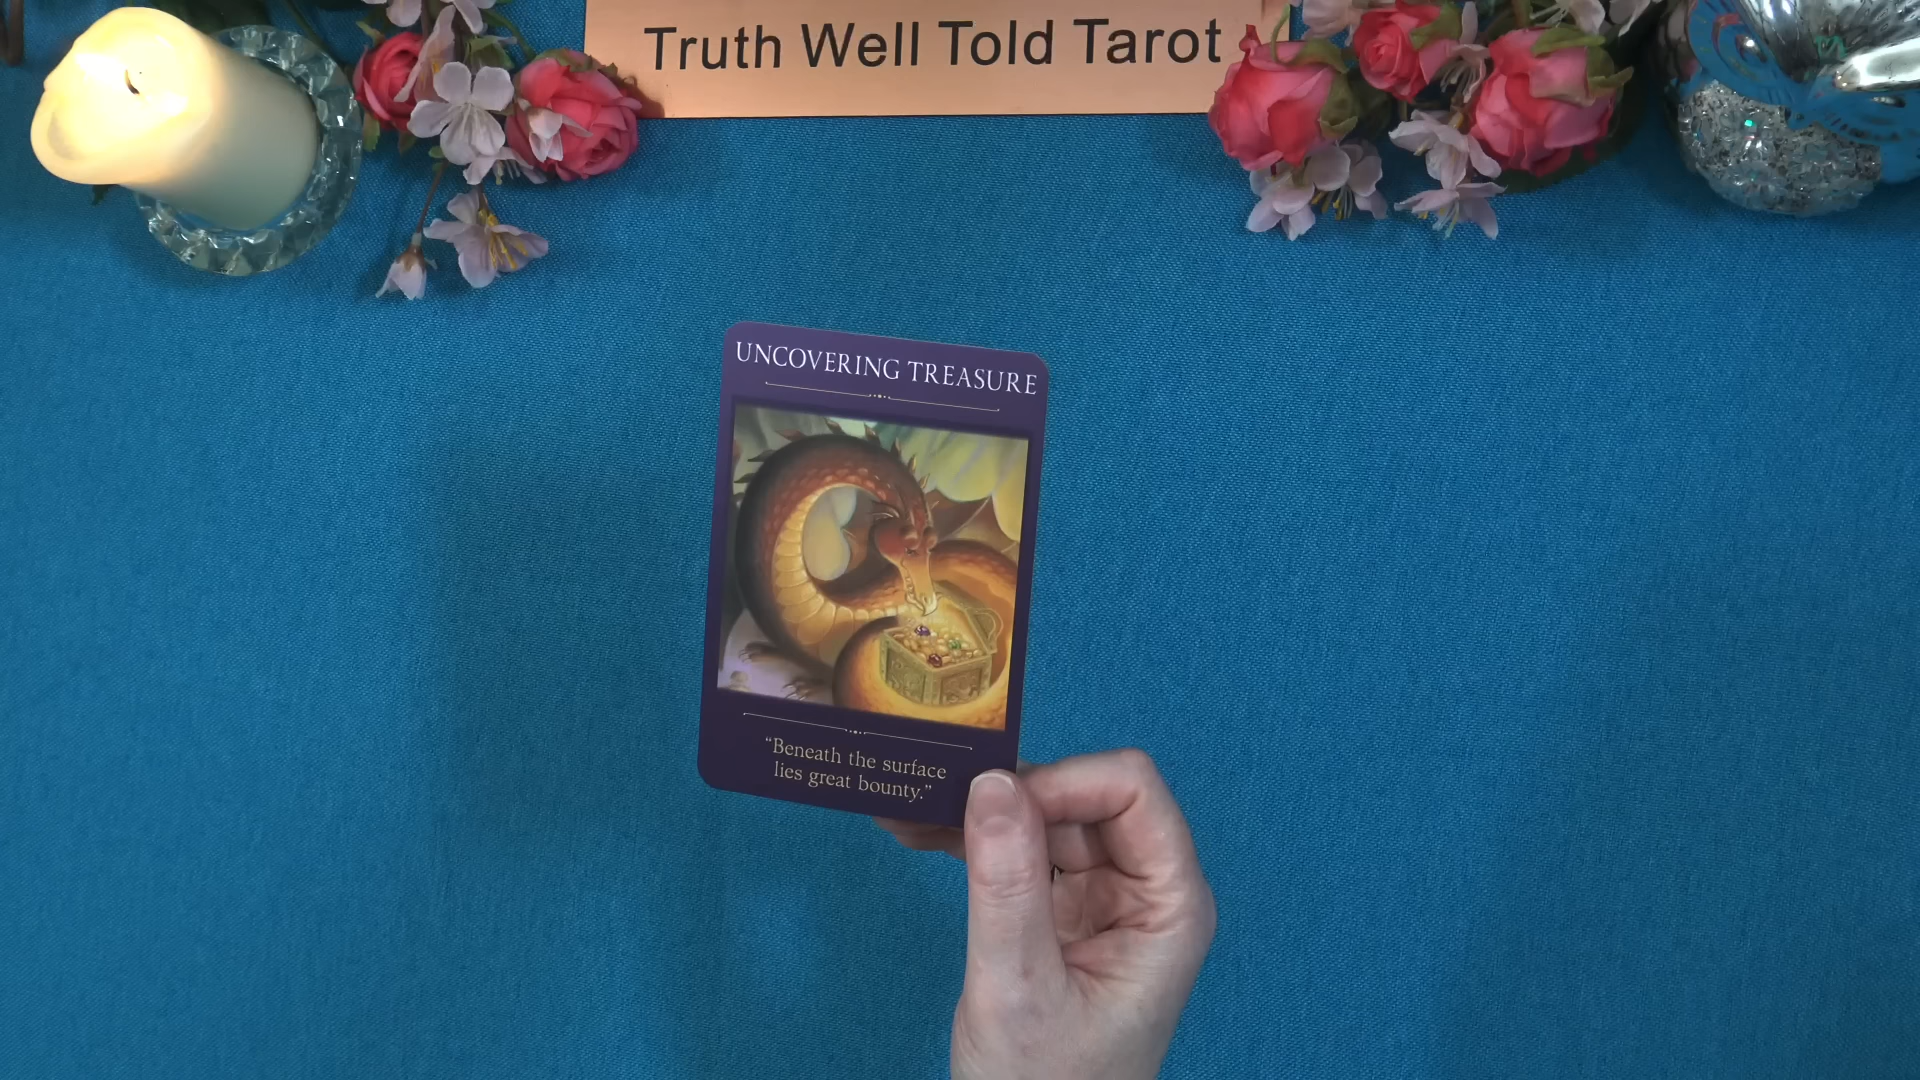 Truth Well Told Tarot
UNCOVERING TREASURE
“Beneath the surface
lies great bounty.”